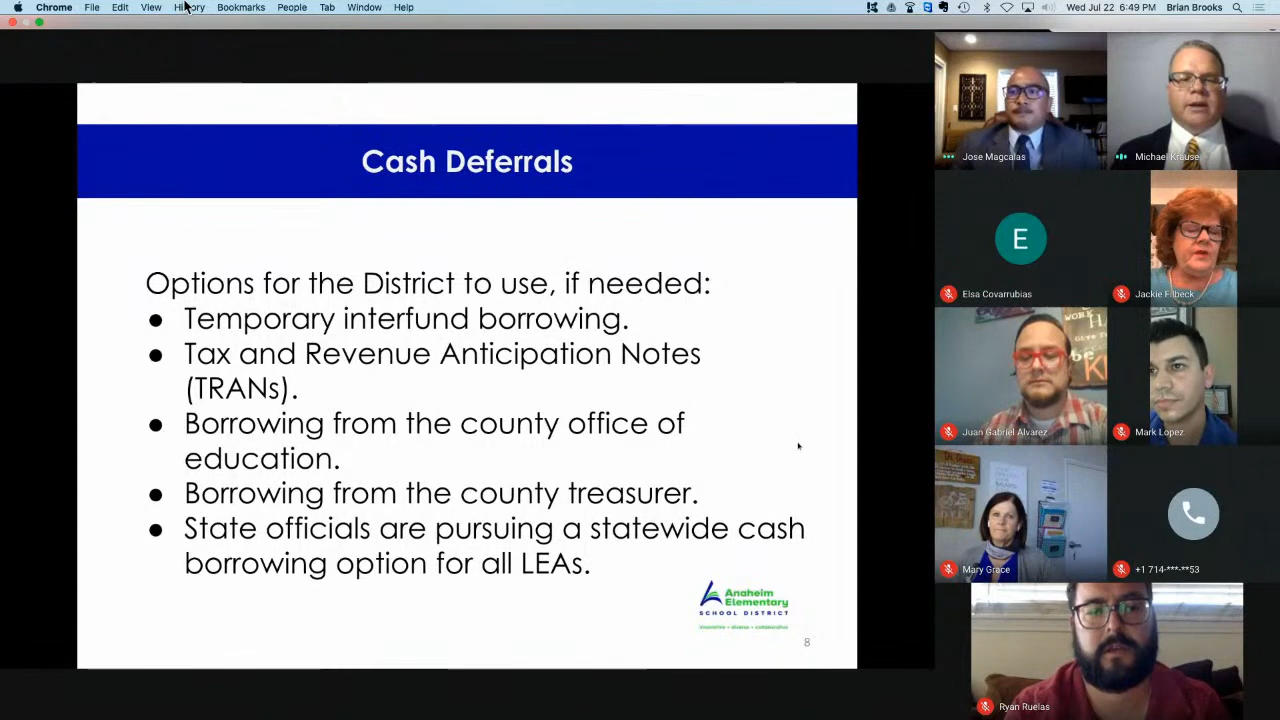 Chrome File Edit View History Bookmarks People Tab Window Help Wed Jul 22 6:49 PM Brian Brooks
Cash Deferrals
Options for the District to use, if needed:
● Temporary interfund borrowing.
● Tax and Revenue Anticipation Notes
(TRANs).
● Borrowing from the county office of
education.
● Borrowing from the county treasurer.
● State officials are pursuing a statewide cash
borrowing option for all LEAs.
Anaheim
Elementary
SCHOOL DISTRICT
8
Jose Magcalas
Michael Krause
E
Elsa Covarrubias
Jackie Filbeck
Juan Gabriel Alvarez
Mark Lopez
Mary Grace
+1 714-***-**53
Ryan Ruelas